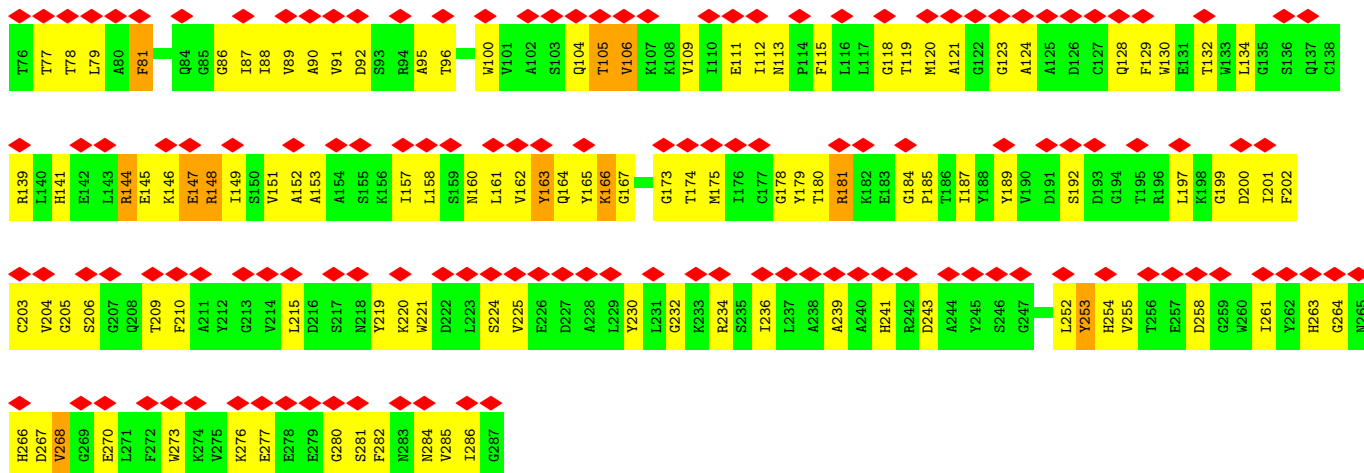 T76 T77 T78 L79 A80 F81 Q84 G85 G86 I87 I88 V89 A90 V91 D92 S93 R94 A95 T96 W100 V101 A102 S103 Q104 T105 V106 K107 K108 V109 I110 E111 I112 N113 P114 F115 L116 L117 G118 T119 M120 A121 G122 G123 A124 A125 D126 C127 Q128 F129 W130 E131 T132 W133 L134 G135 S136 Q137 C138
R139 L140 H141 E142 L143 R144 E145 K146 E147 R148 I149 S150 V151 A152 A153 A154 S155 K156 I157 L158 S159 N160 L161 V162 Y163 Q164 Y165 K166 G167 G173 T174 M175 I176 C177 G178 Y179 T180 R181 K182 E183 G184 P185 T186 I187 Y188 Y189 V190 D191 S192 D193 G194 T195 R196 L197 K198 G199 D200 I201 F202
C203 V204 G205 S206 G207 Q208 T209 F210 A211 Y212 G213 V214 L215 D216 S217 N218 Y219 K220 W221 D222 L223 S224 V225 E226 D227 A228 L229 Y230 L231 G232 K233 R234 S235 I236 L237 A238 A239 A240 H241 R242 D243 A244 Y245 S246 G247 L252 Y253 H254 V255 T256 E257 D258 G259 W260 I261 Y262 H263 G264 N265
H266 D267 V268 G269 E270 L271 F272 W273 K274 V275 K276 E277 E278 E279 G280 S281 F282 N283 N284 V285 I286 G287